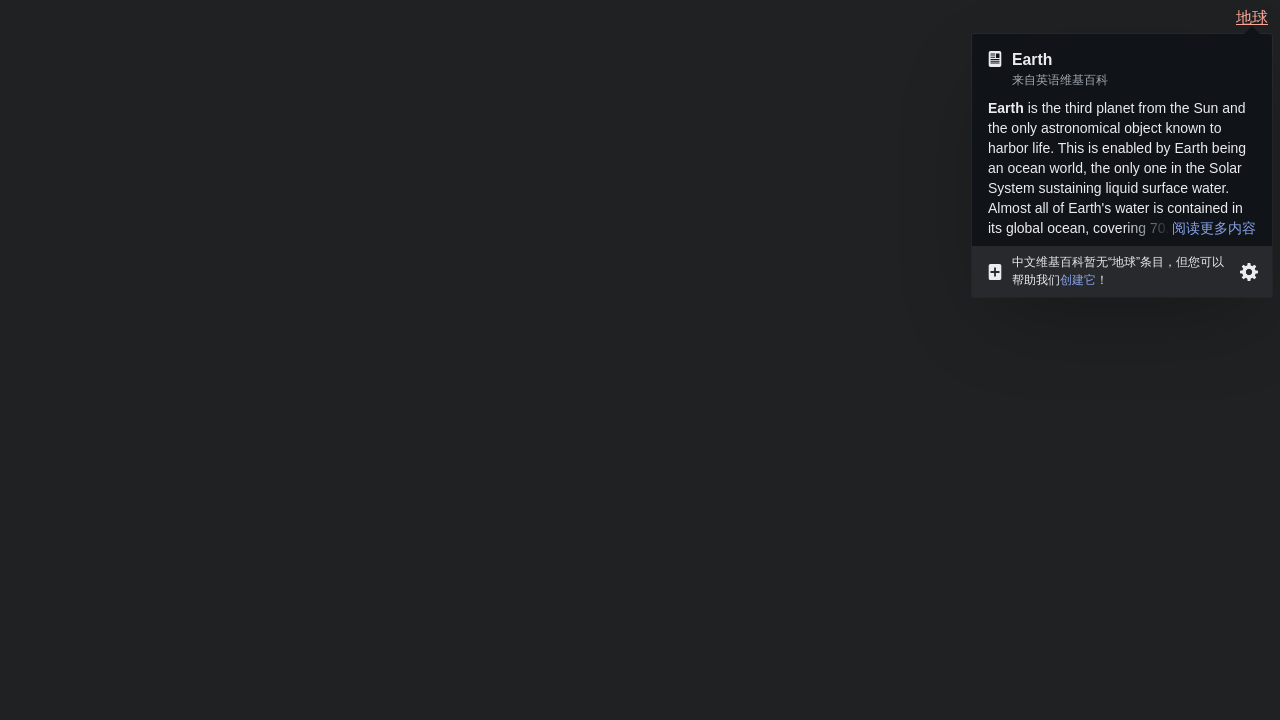 地球
Earth
来自英语维基百科
Earth is the third planet from the Sun and
the only astronomical object known to
harbor life. This is enabled by Earth being
an ocean world, the only one in the Solar
System sustaining liquid surface water.
Almost all of Earth's water is contained in
its global ocean, covering 70 阅读更多内容
中文维基百科暂无“地球”条目，但您可以
帮助我们创建它！